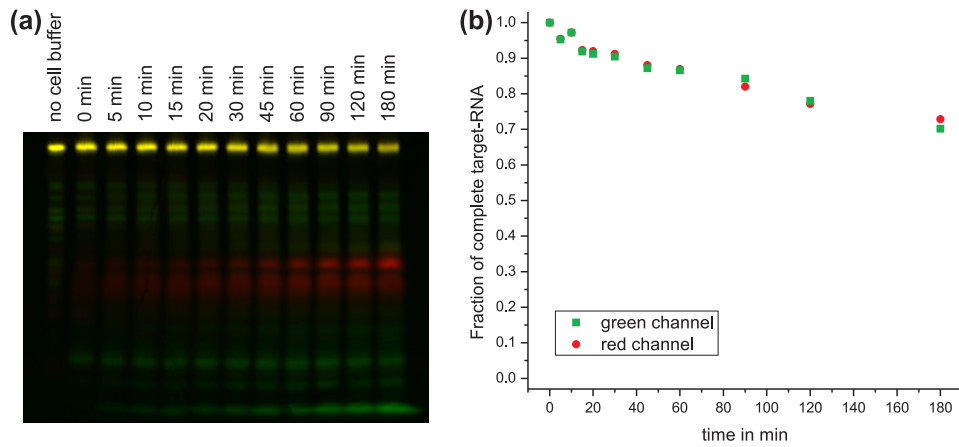 (a)
no cell buffer
0 min
5 min
10 min
15 min
20 min
30 min
45 min
60 min
90 min
120 min
180 min
(b)
Fraction of complete target-RNA
1.0
0.9
0.8
0.7
0.6
0.5
0.4
0.3
0.2
0.1
0.0
green channel
red channel
0 20 40 60 80 100 120 140 160 180
time in min